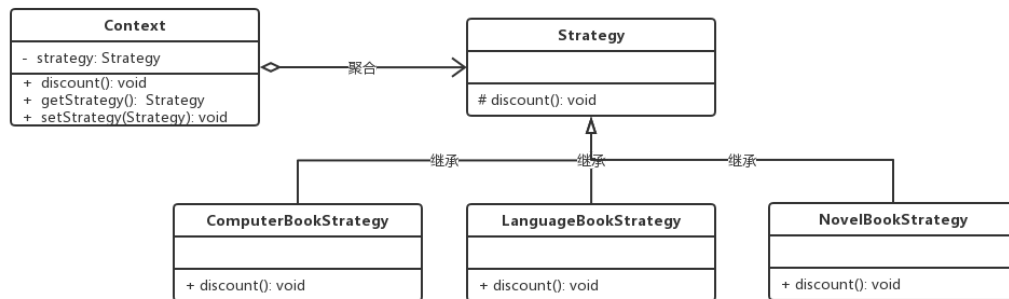 Context
- strategy: Strategy
+ discount(): void
+ getStrategy(): Strategy
+ setStrategy(Strategy): void
聚合
Strategy
# discount(): void
继承
继承
继承
ComputerBookStrategy
+ discount(): void
LanguageBookStrategy
+ discount(): void
NovelBookStrategy
+ discount(): void